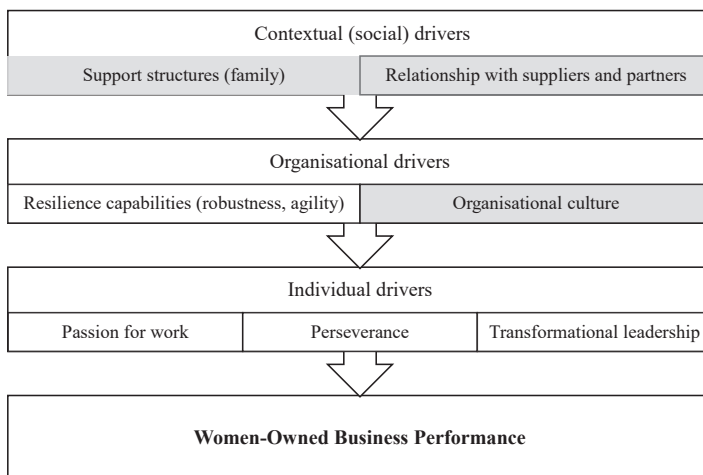 Contextual (social) drivers
Support structures (family)
Relationship with suppliers and partners
Organisational drivers
Resilience capabilities (robustness, agility)
Organisational culture
Individual drivers
Passion for work
Perseverance
Transformational leadership
Women-Owned Business Performance